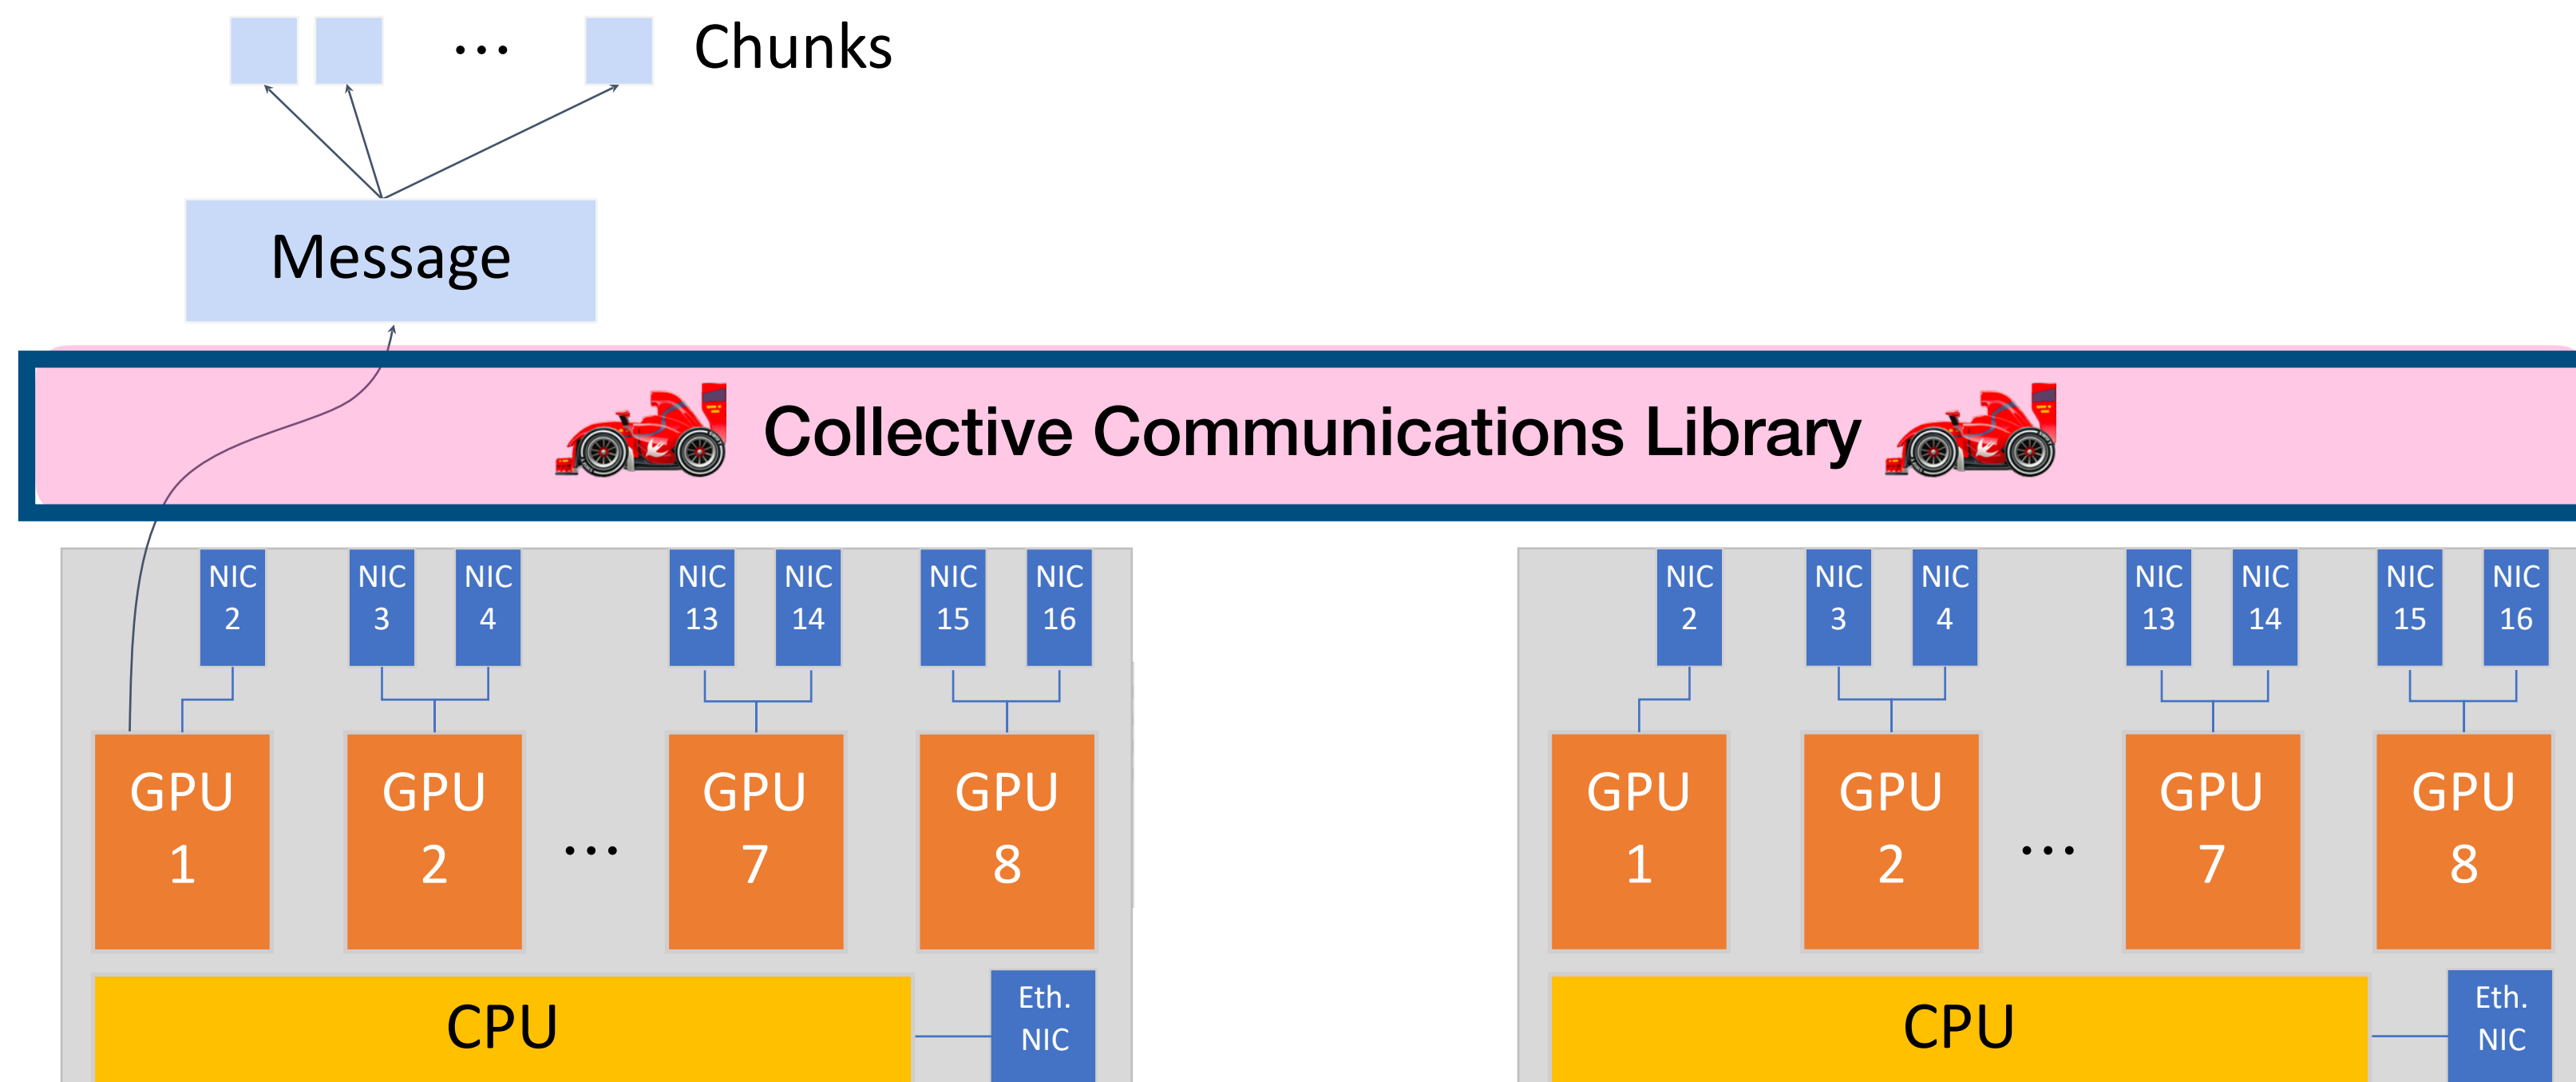 ... Chunks
Message
Collective Communications Library
NIC 2
NIC 3
NIC 4
NIC 13
NIC 14
NIC 15
NIC 16
NIC 2
NIC 3
NIC 4
NIC 13
NIC 14
NIC 15
NIC 16
GPU 1
GPU 2
...
GPU 7
GPU 8
GPU 1
GPU 2
...
GPU 7
GPU 8
CPU
Eth. NIC
CPU
Eth. NIC